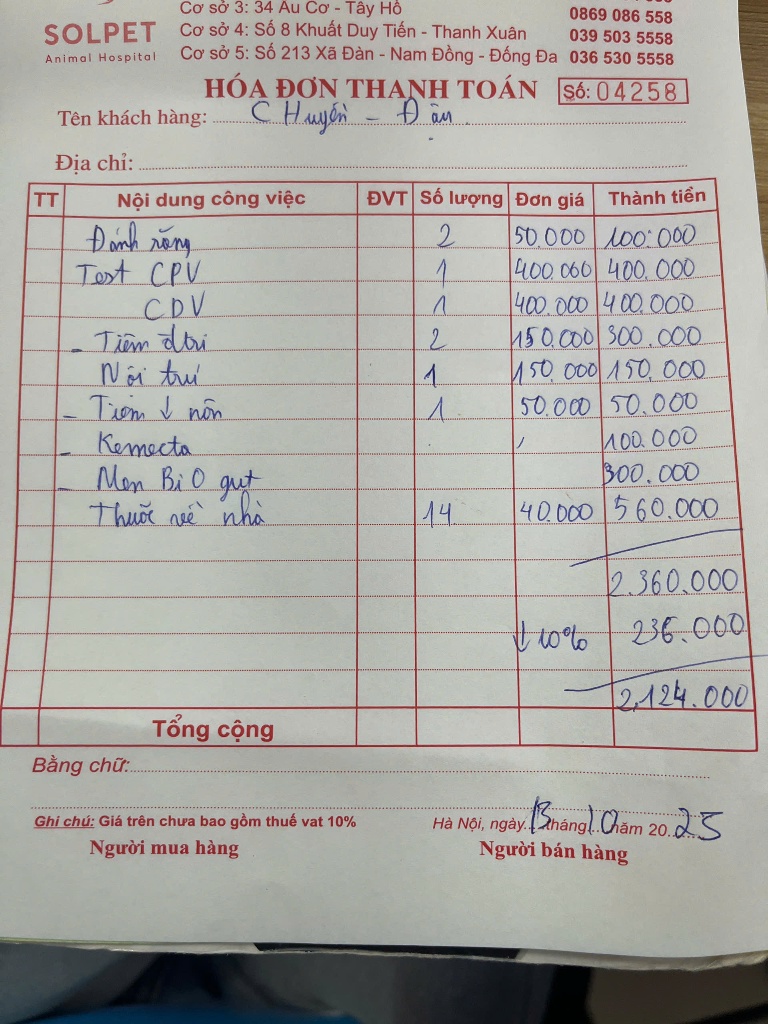 SOLPET
Animal Hospital
Cơ sở 3: 34 Âu Cơ - Tây Hồ
0869 086 558
Cơ sở 4: Số 8 Khuất Duy Tiến - Thanh Xuân
039 503 5558
Cơ sở 5: Số 213 Xã Đàn - Nam Đồng - Đống Đa
036 530 5558
HÓA ĐƠN THANH TOÁN Số: 04258
Tên khách hàng: C Huyền - Đậu
Địa chỉ:
TT Nội dung công việc ĐVT Số lượng Đơn giá Thành tiền
Đánh răng 2 50.000 100.000
Test CPV 1 400.000 400.000
CDV 1 400.000 400.000
- Tiêm đtrị 2 150.000 300.000
Nội trú 1 150.000 150.000
- Tiêm ↓ nôn 1 50.000 50.000
- Kemecta 100.000
- Men BiO gut 300.000
Thuốc về nhà 14 40.000 560.000
2.360.000
↓ 10% 236.000
2,124.000
Tổng cộng
Bằng chữ:
Ghi chú: Giá trên chưa bao gồm thuế vat 10%
Hà Nội, ngày 13 tháng 10 năm 2025
Người mua hàng Người bán hàng